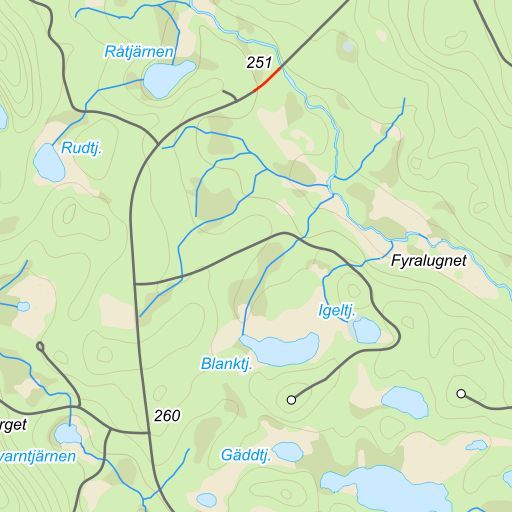 Råtjärnen
251
Rudtj.
Fyralugnet
Igeltj.
Blanktj.
260
rget
varntjärnen
Gäddtj.